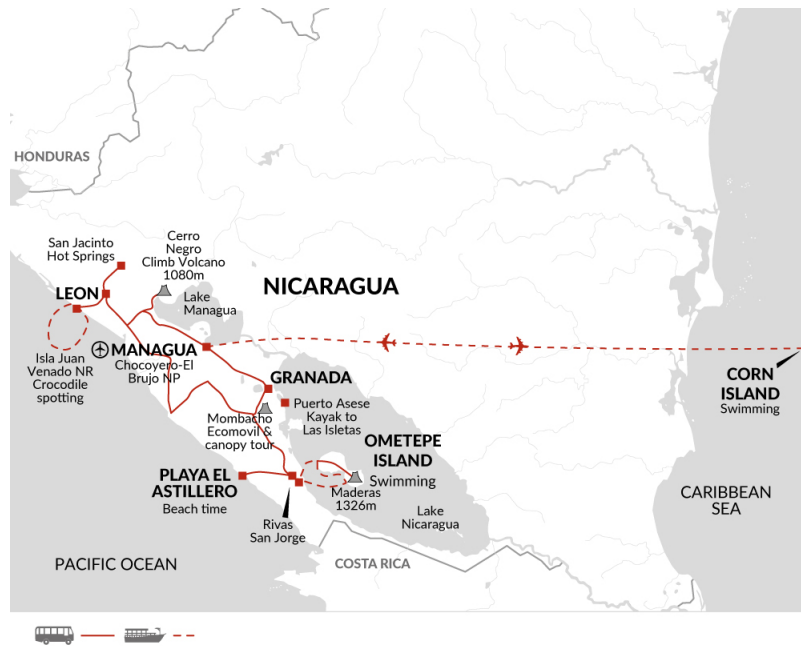 HONDURAS
San Jacinto
Hot Springs
Cerro
Negro
Climb Volcano
1080m
LEON
Lake
Managua
NICARAGUA
Isla Juan
Venado NR
Crocodile
spotting
MANAGUA
Chocoyero-El
Brujo NP
GRANADA
Puerto Asese
Kayak to
Las Isletas
Mombacho
Ecomovil &
canopy tour
CORN
ISLAND
Swimming
OMETEPE
ISLAND
Swimming
PLAYA EL
ASTILLERO
Beach time
Maderas
1326m
Rivas
San Jorge
Lake
Nicaragua
CARIBBEAN
SEA
PACIFIC OCEAN
COSTA RICA